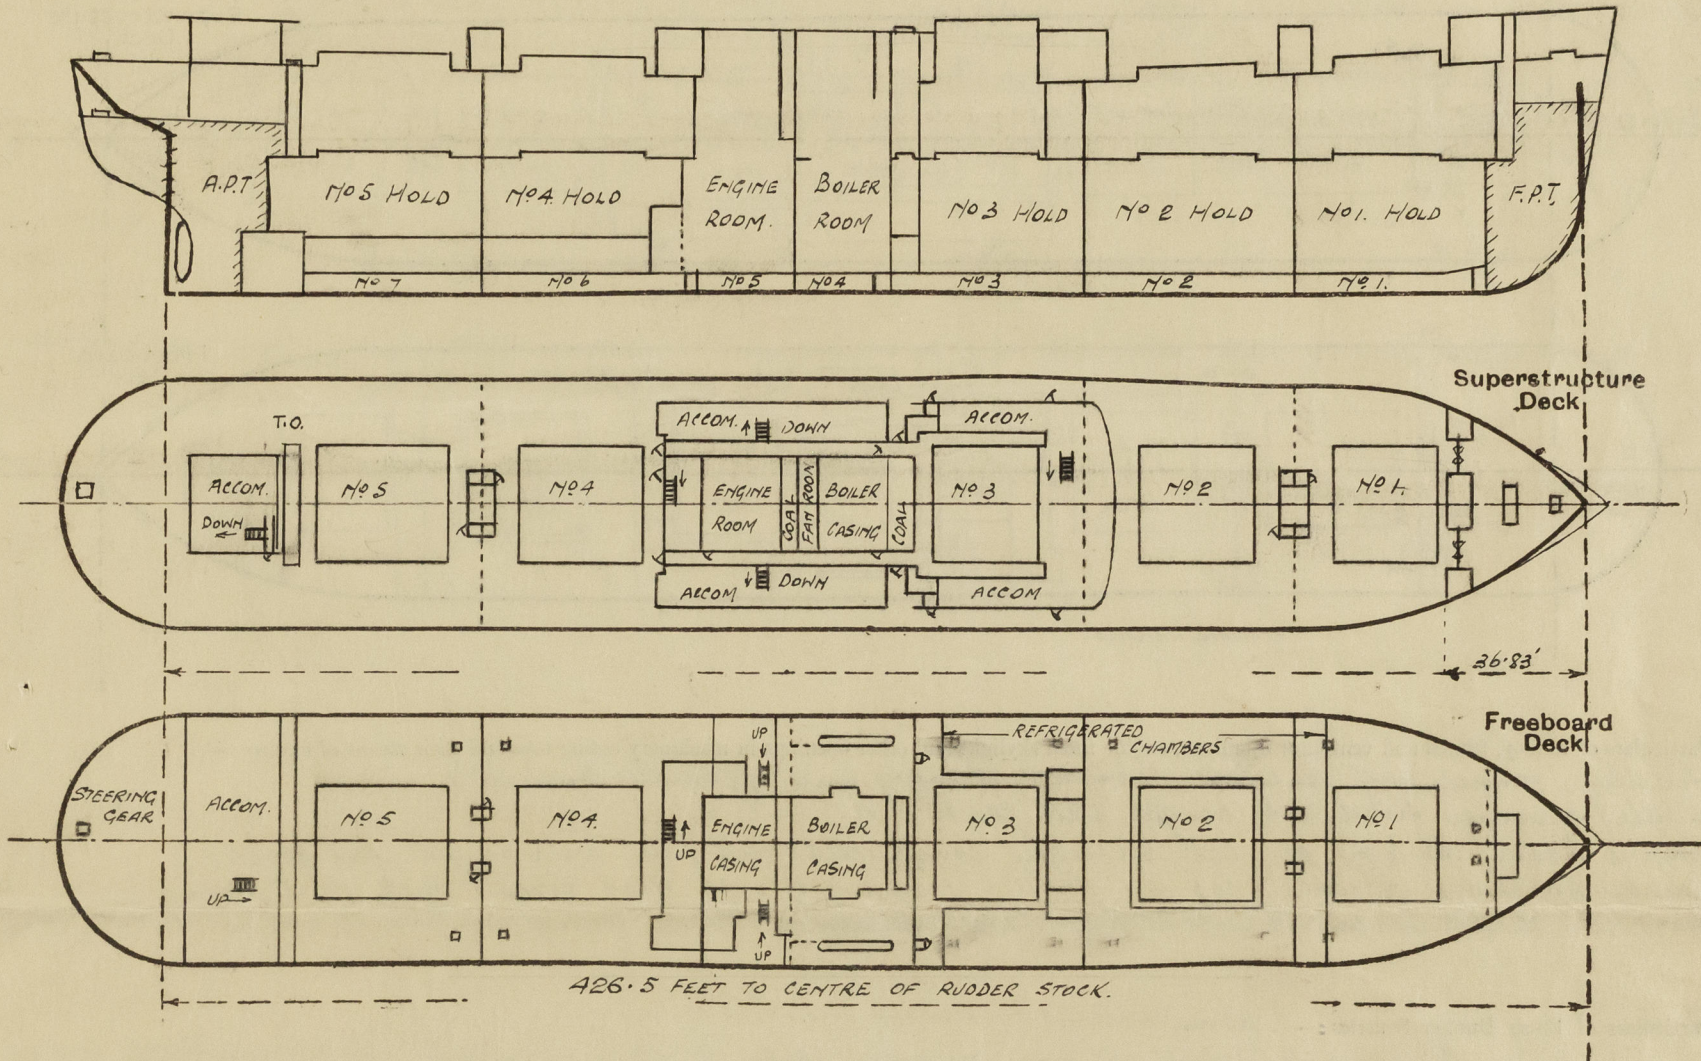 A.P.T
No 5 HOLD
No 4 HOLD
ENGINE
ROOM.
BOILER
ROOM
No 3 HOLD
No 2 HOLD
No 1. HOLD
F.P.T.
No 7
No 6
No 5
No 4
No 3
No 2
No 1.
Superstructure
Deck
T.O.
ACCOM.
DOWN
No 5
No 4
ACCOM.
DOWN
ENGINE
ROOM
COAL
FAN ROOM
BOILER
CASING
COAL
ACCOM
DOWN
ACCOM.
No 3
ACCOM
No 2
No 1.
36.83'
Freeboard
Deck
STEERING
GEAR
ACCOM.
UP
No 5
No 4.
UP
UP
ENGINE
CASING
BOILER
CASING
UP
REFRIGERATED
CHAMBERS
No 3
No 2
No 1
426.5 FEET TO CENTRE OF RUDDER STOCK.